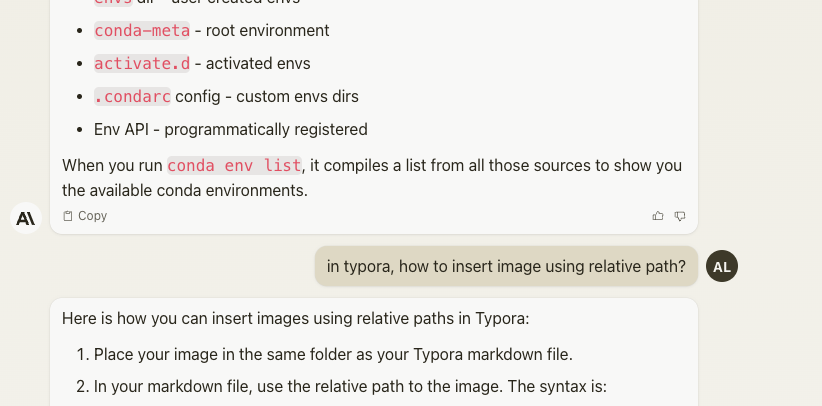 envs dir - user created envs
conda-meta - root environment
activate.d - activated envs
.condarc config - custom envs dirs
Env API - programmatically registered
When you run conda env list, it compiles a list from all those sources to show you
the available conda environments.
A\
Copy
in typora, how to insert image using relative path?
AL
Here is how you can insert images using relative paths in Typora:
1. Place your image in the same folder as your Typora markdown file.
2. In your markdown file, use the relative path to the image. The syntax is: